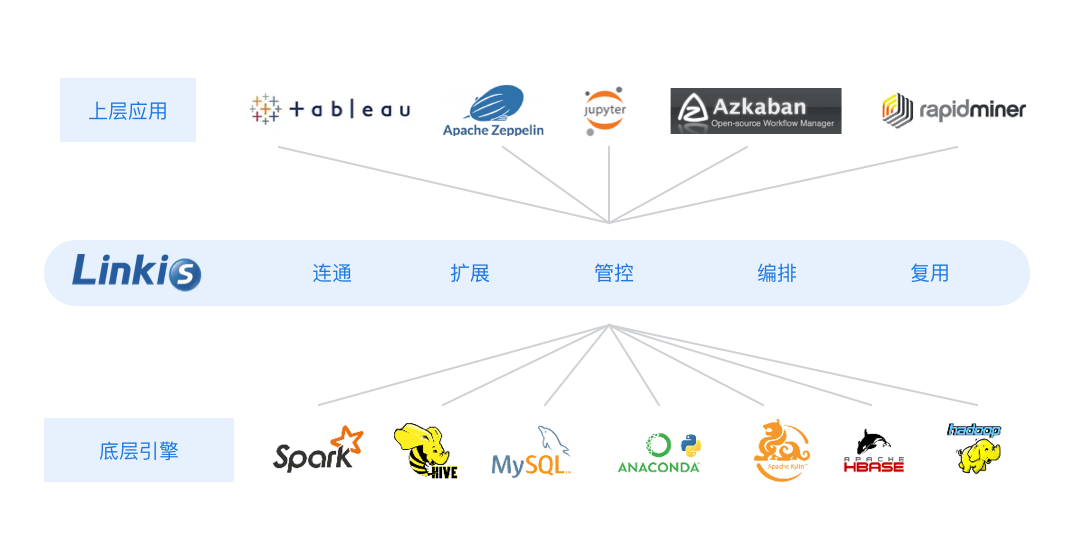 上层应用
+ableau
Apache Zeppelin
jupyter
Azkaban
Open-source Workflow Manager
rapidminer
Linkis
连通
扩展
管控
编排
复用
底层引擎
Spark
HIVE
MySQL
ANACONDA
Apache Kylin
APACHE
HBASE
hadoop